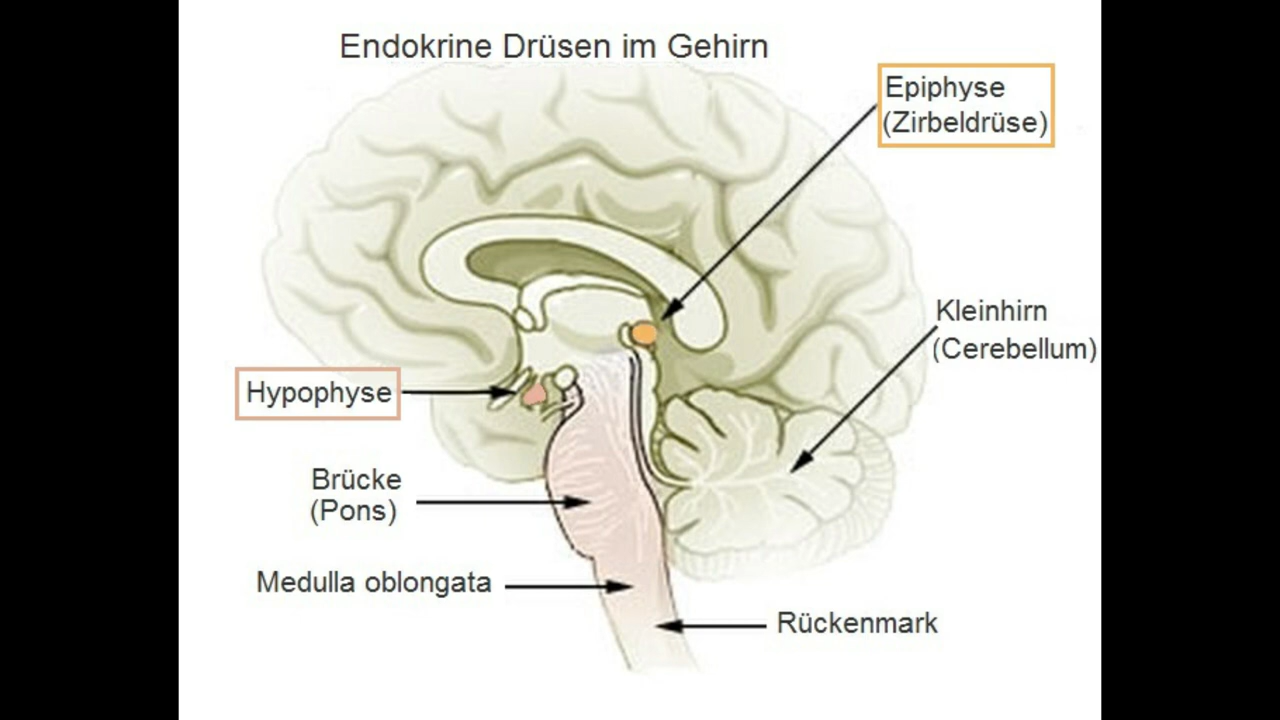 Endokrine Drüsen im Gehirn
Epiphyse
(Zirbeldrüse)
Kleinhirn
(Cerebellum)
Hypophyse
Brücke
(Pons)
Medulla oblongata
Rückenmark